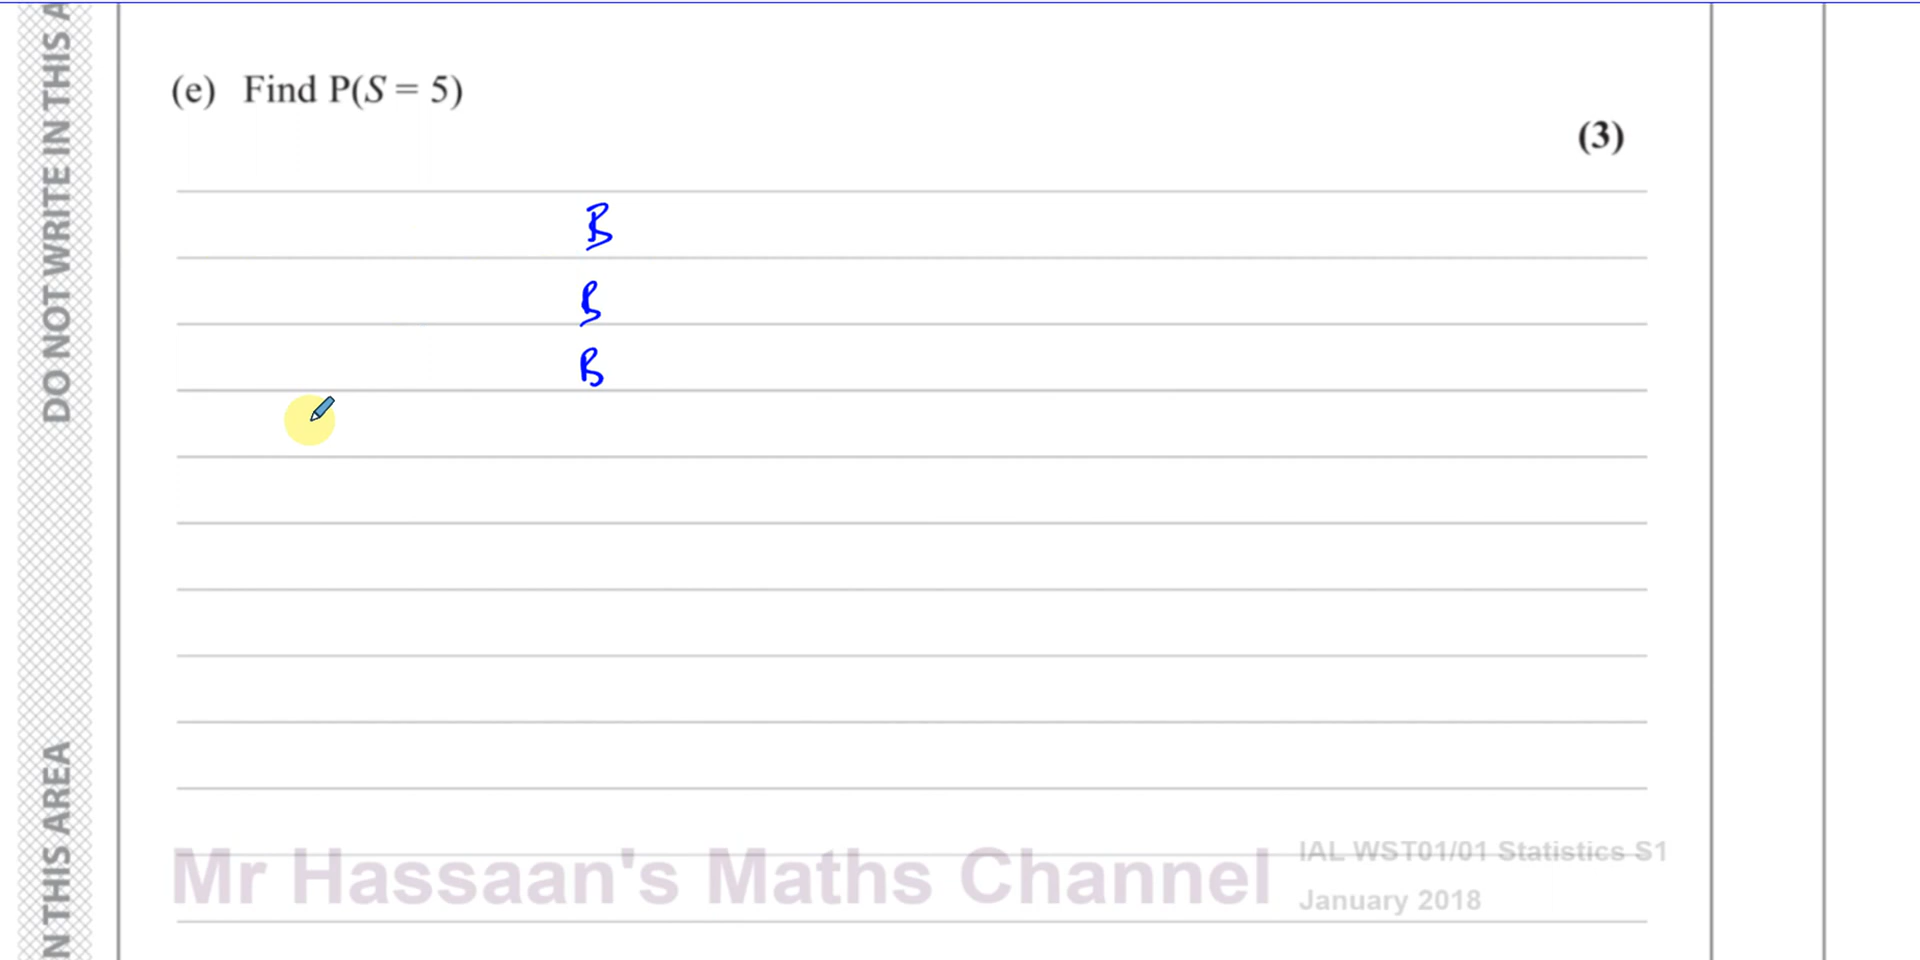 DO NOT WRITE IN THIS A
(e) Find P(S = 5)
(3)
B
B
B
N THIS AREA
Mr Hassaan's Maths Channel
IAL WST01/01 Statistics S1
January 2018